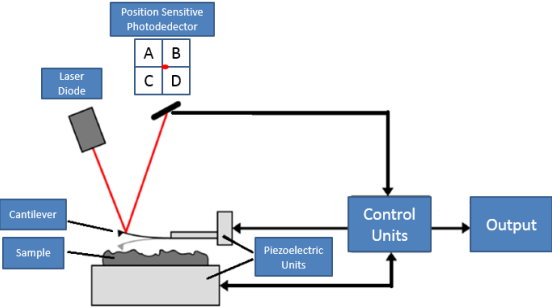 Position Sensitive
Photodedector
A B
C D
Laser
Diode
Cantilever
Sample
Piezoelectric
Units
Control
Units
Output